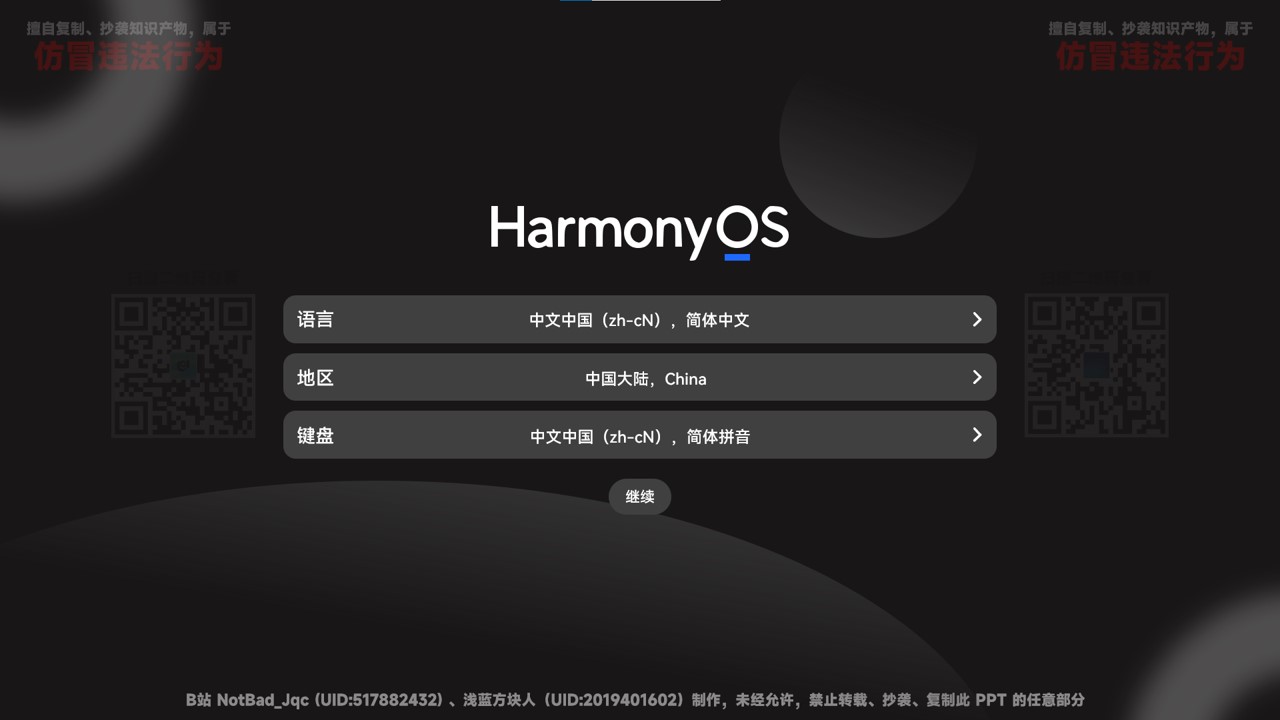 擅自复制、抄袭知识产物，属于
仿冒违法行为
擅自复制、抄袭知识产物，属于
仿冒违法行为
HarmonyOS
语言 中文中国（zh-cN），简体中文
地区 中国大陆，China
键盘 中文中国（zh-cN），简体拼音
继续
B站 NotBad_Jqc (UID:517882432) 、浅蓝方块人（UID:2019401602）制作，未经允许，禁止转载、抄袭、复制此 PPT 的任意部分